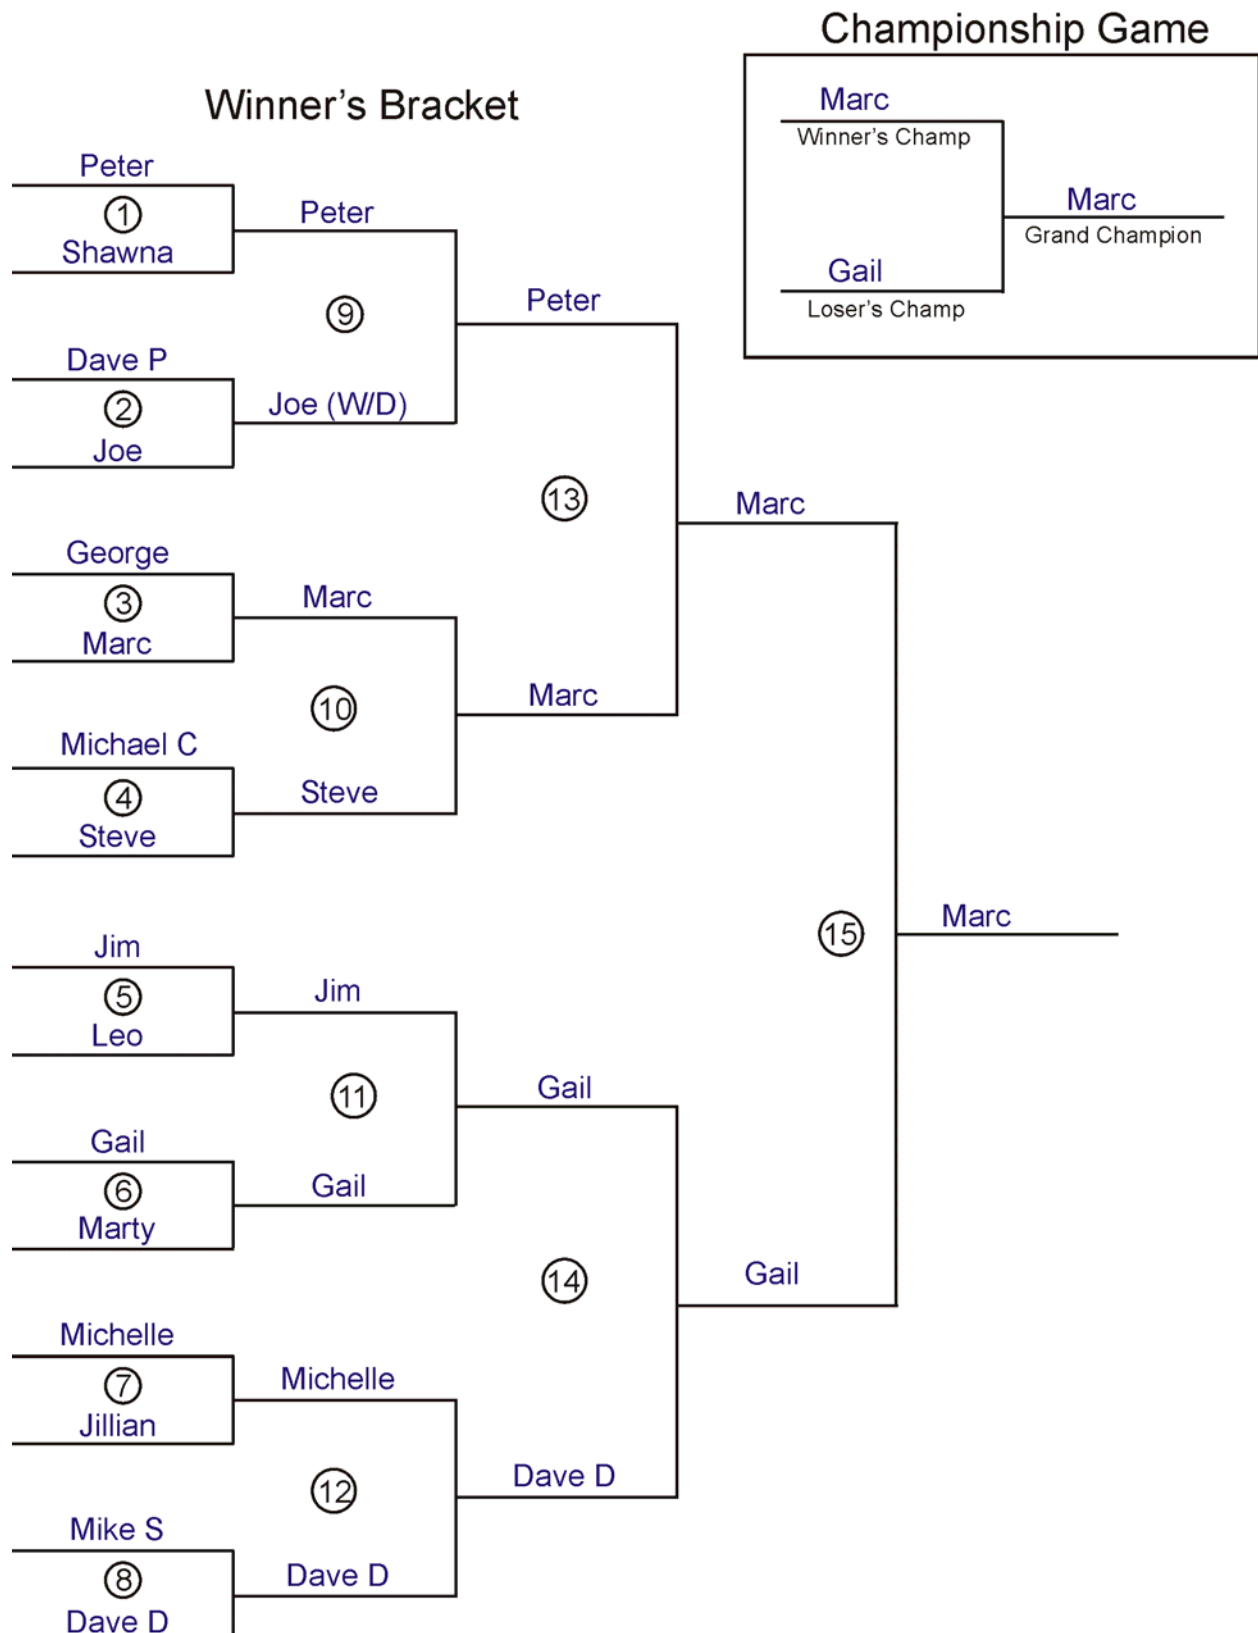 Championship Game
Marc
Winner's Champ
Marc
Grand Champion
Gail
Loser's Champ
Winner's Bracket
Peter
1
Shawna
Peter
9
Dave P
2
Joe
Joe (W/D)
Peter
13
George
3
Marc
Marc
10
Michael C
4
Steve
Steve
Marc
Marc
15
Marc
Jim
5
Leo
Jim
11
Gail
6
Marty
Gail
Gail
14
Gail
Michelle
7
Jillian
Michelle
12
Mike S
8
Dave D
Dave D
Dave D